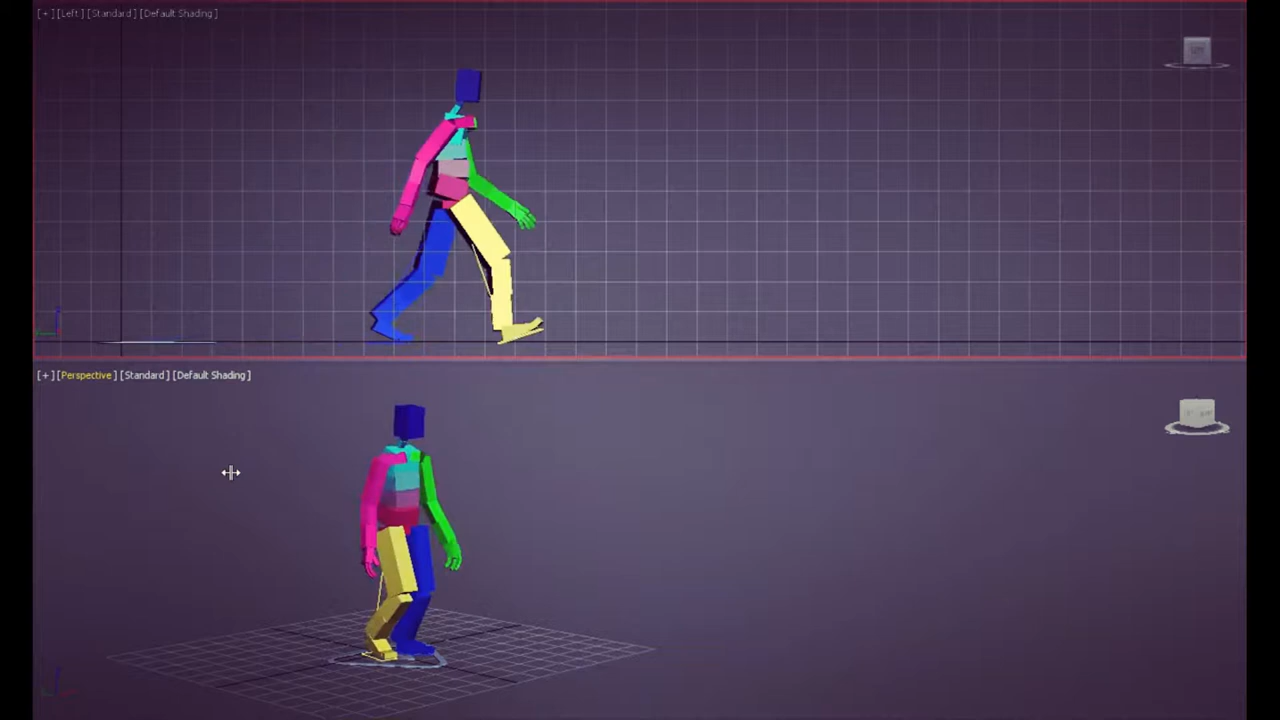 [+] [Left] [Standard] [Default Shading]
[+] [Perspective] [Standard] [Default Shading]